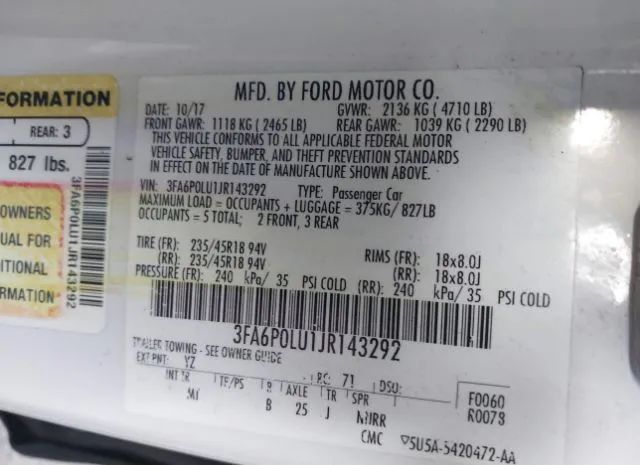 FORMATION
REAR: 3
827 lbs.
OWNERS
UAL FOR
DITIONAL
FORMATION
3FA6P0LU1JR143292
MFD. BY FORD MOTOR CO.
DATE: 10/17 GVWR: 2136 KG ( 4710 LB)
FRONT GAWR: 1118 KG ( 2465 LB) REAR GAWR: 1039 KG ( 2290 LB)
THIS VEHICLE CONFORMS TO ALL APPLICABLE FEDERAL MOTOR
VEHICLE SAFETY, BUMPER, AND THEFT PREVENTION STANDARDS
IN EFFECT ON THE DATE OF MANUFACTURE SHOWN ABOVE.
VIN: 3FA6P0LU1JR143292 TYPE: Passenger Car
MAXIMUM LOAD = OCCUPANTS + LUGGAGE = 375KG/ 827LB
OCCUPANTS = 5 TOTAL; 2 FRONT, 3 REAR
TIRE (FR): 235/45R18 94V RIMS (FR): 18x8.0J
(RR): 235/45R18 94V (RR): 18x8.0J
PRESSURE (FR): 240 kPa/ 35 PSI COLD (RR): 240 kPa/ 35 PSI COLD
3FA6P0LU1JR143292
TRAILER TOWING - SEE OWNER GUIDE
EXT PNT: YZ RC: 71 DSO: F0060
INT TR TP/PS R AXLE TR SPR R0078
MJ B 25 J
CMC 5U5A-5420472-AA